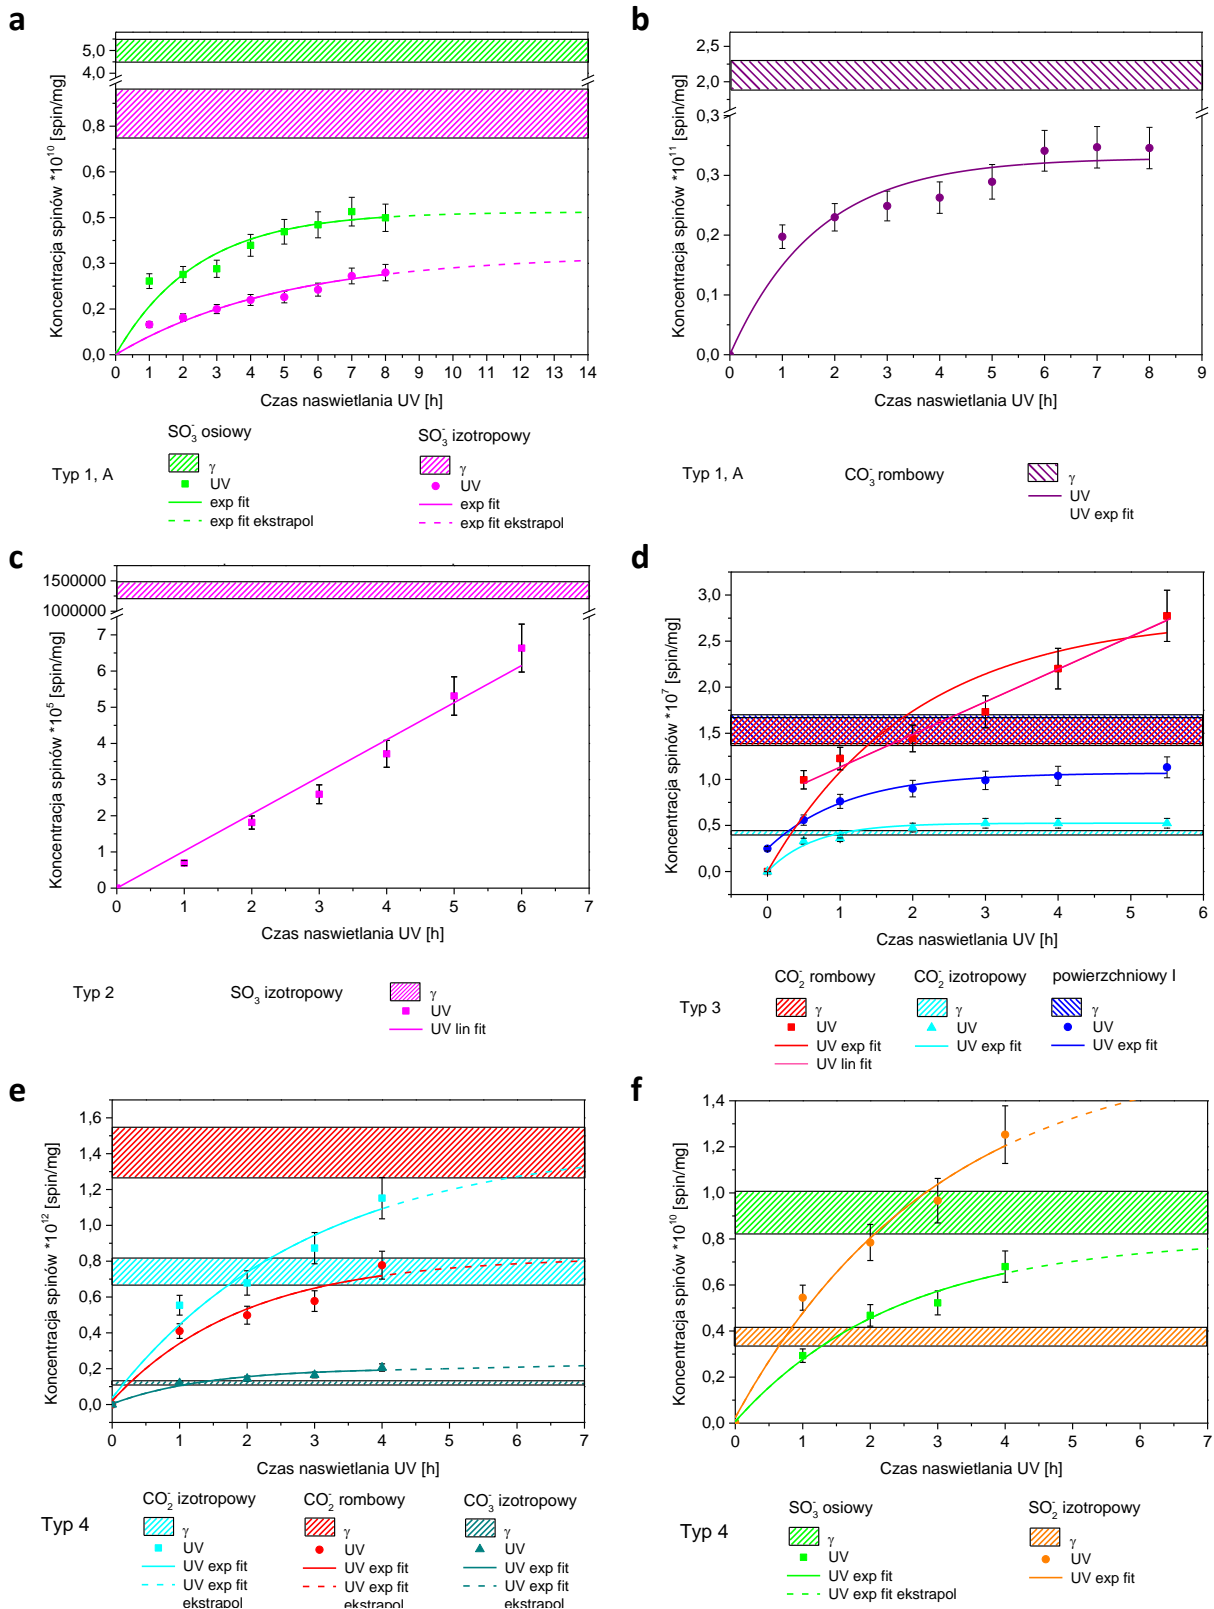 a
Koncentracja spinów *10^10 [spin/mg]
5,0
4,0
0,8
0,6
0,5
0,3
0,2
0,0
0 1 2 3 4 5 6 7 8 9 10 11 12 13 14
Czas naswietlania UV [h]
Typ 1, A
SO3- osiowy
γ
UV
exp fit
exp fit ekstrapol
SO3- izotropowy
γ
UV
exp fit
exp fit ekstrapol
b
Koncentracja spinów *10^11 [spin/mg]
2,5
2,0
0,3
0,3
0,2
0,1
0,0
0 1 2 3 4 5 6 7 8 9
Czas naswietlania UV [h]
Typ 1, A
CO3- rombowy
γ
UV
UV exp fit
c
Koncentracja spinów *10^5 [spin/mg]
1500000
1000000
7
6
5
4
3
2
1
0
0 1 2 3 4 5 6 7
Czas naswietlania UV [h]
Typ 2
SO3- izotropowy
γ
UV
UV lin fit
d
Koncentracja spinów *10^7 [spin/mg]
3,0
2,5
2,0
1,5
1,0
0,5
0,0
0 1 2 3 4 5 6
Czas naswietlania UV [h]
Typ 3
CO2- rombowy
γ
UV
UV exp fit
UV lin fit
CO2- izotropowy
γ
UV
UV exp fit
powierzchniowy I
γ
UV
UV exp fit
e
Koncentracja spinów *10^12 [spin/mg]
1,6
1,4
1,2
1,0
0,8
0,6
0,4
0,2
0,0
0 1 2 3 4 5 6 7
Czas naswietlania UV [h]
Typ 4
CO2- izotropowy
γ
UV
UV exp fit
UV exp fit
ekstrapol
CO2- rombowy
γ
UV
UV exp fit
UV exp fit
ekstrapol
CO3- izotropowy
γ
UV
UV exp fit
UV exp fit
ekstrapol
f
Koncentracja spinów *10^10 [spin/mg]
1,4
1,2
1,0
0,8
0,6
0,4
0,2
0,0
0 1 2 3 4 5 6 7
Czas naswietlania UV [h]
Typ 4
SO3- osiowy
γ
UV
UV exp fit
UV exp fit ekstrapol
SO2- izotropowy
γ
UV
UV exp fit